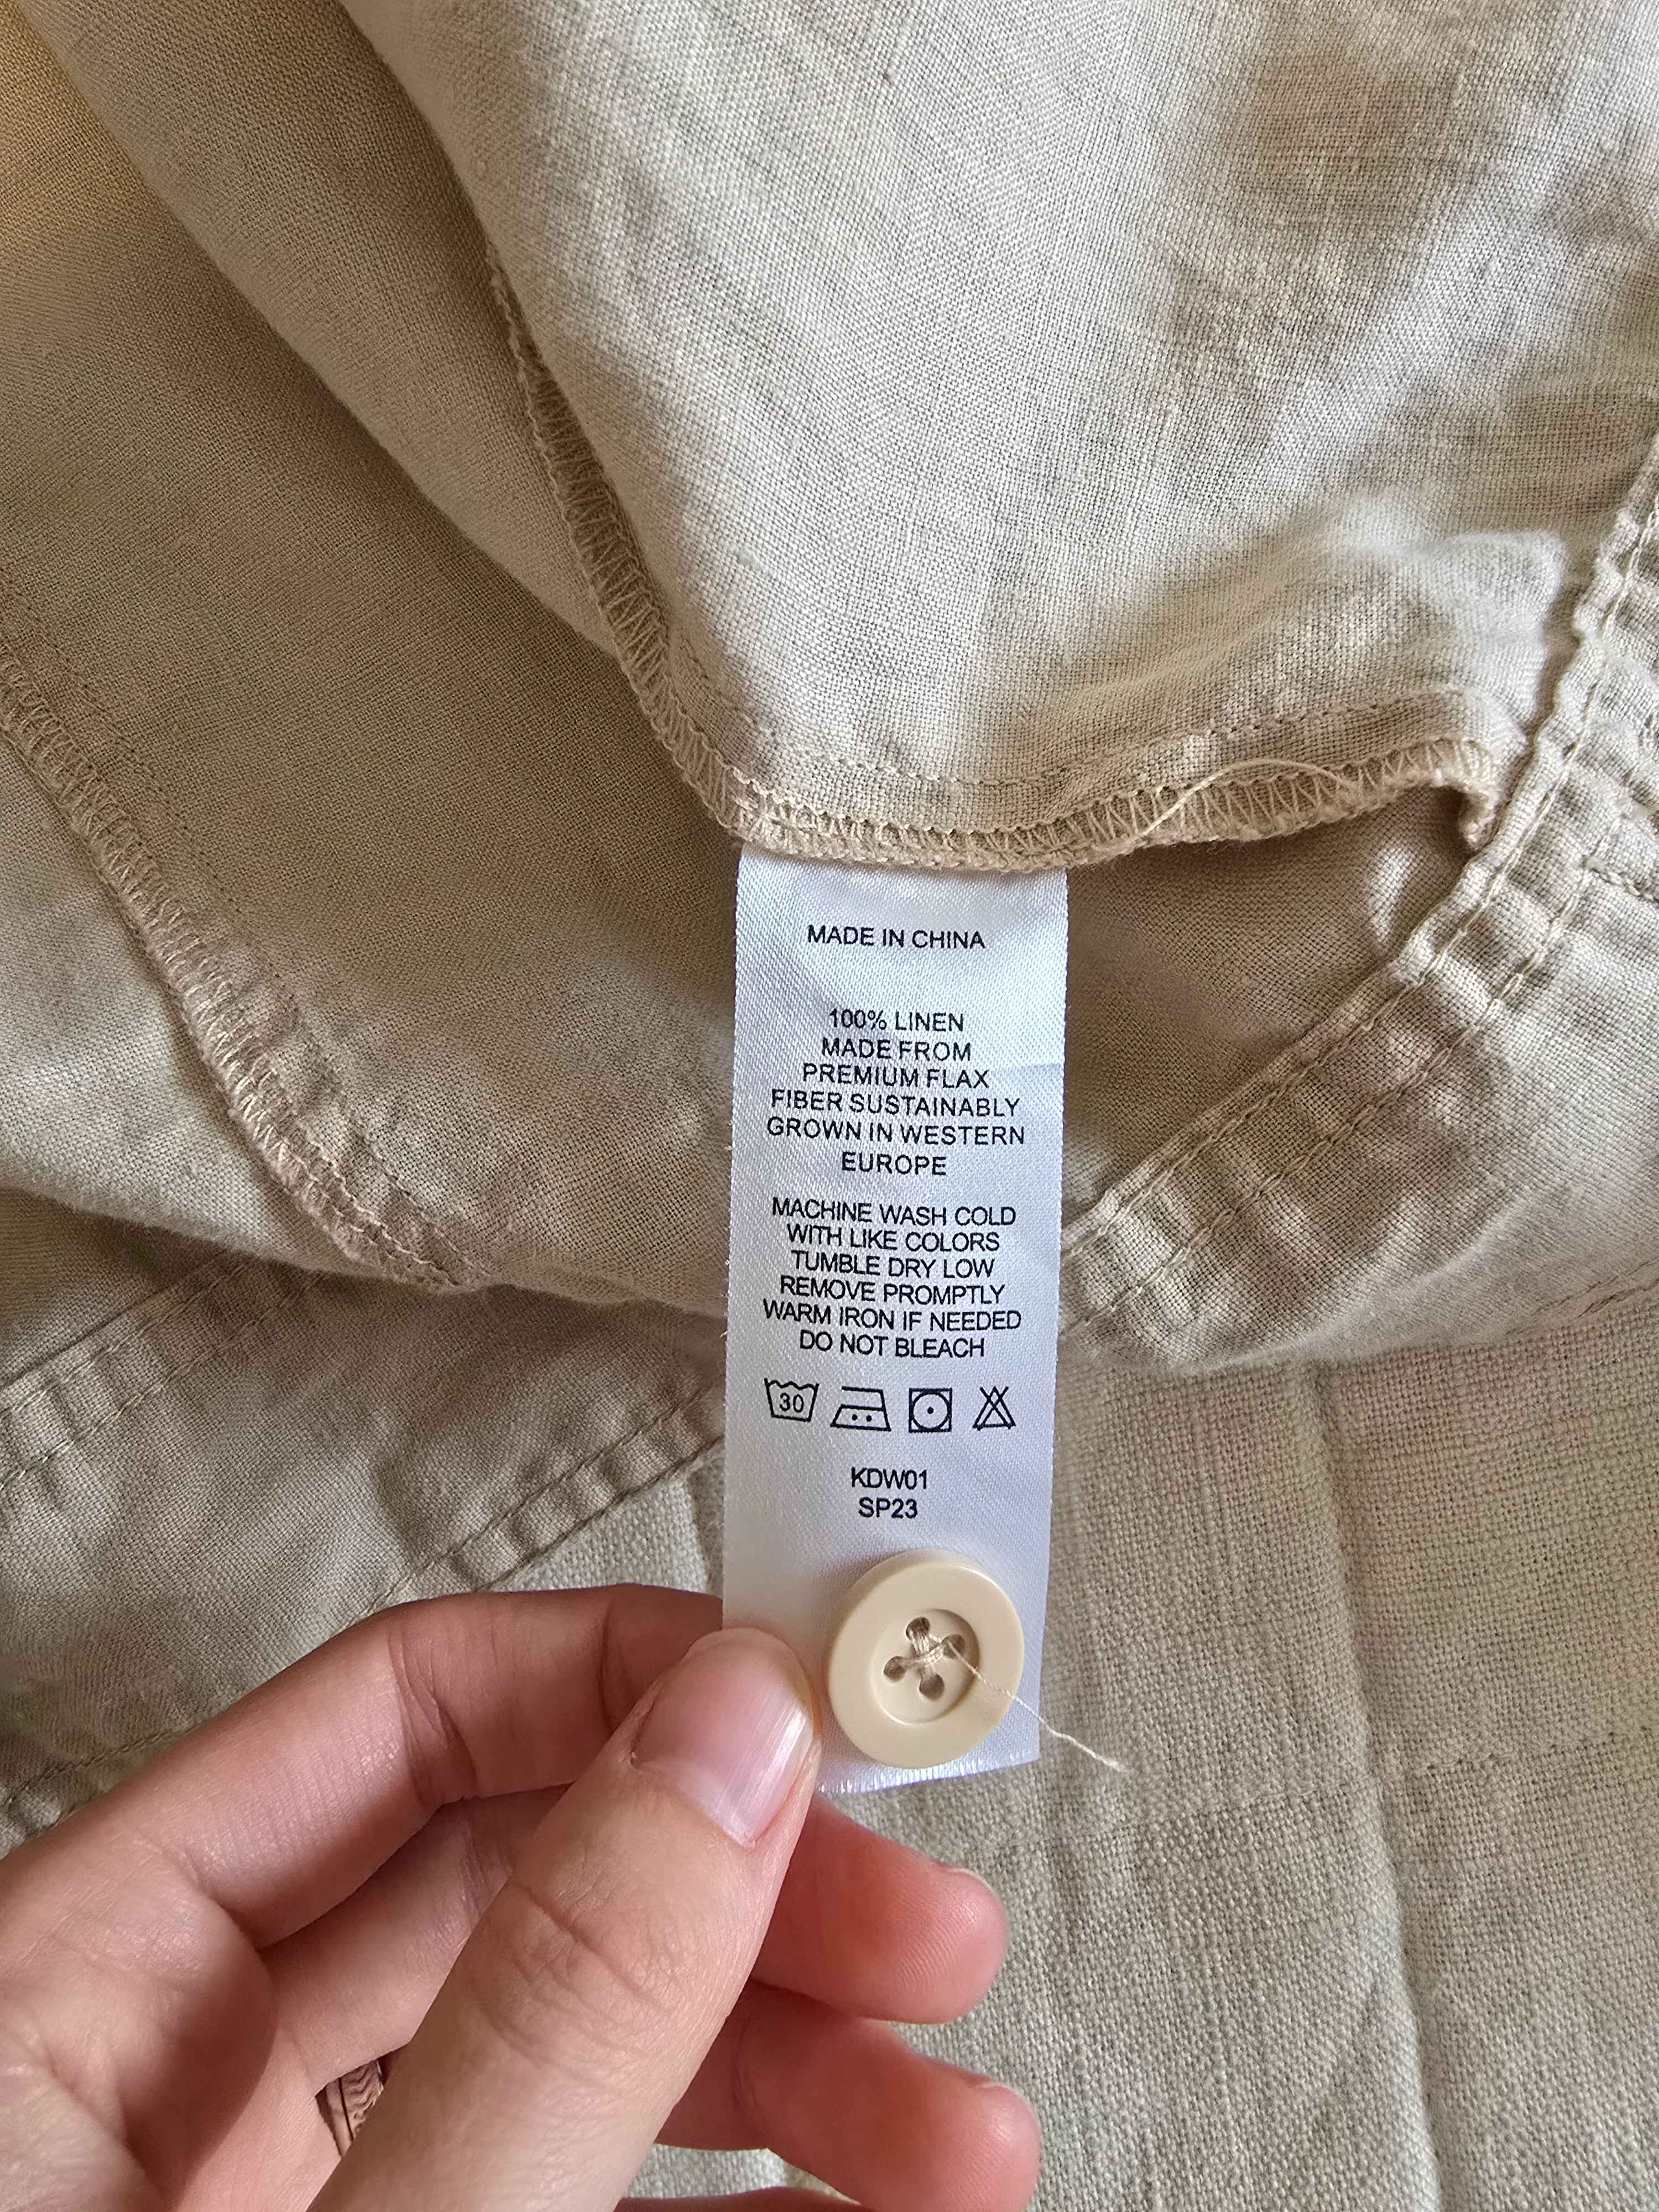 MADE IN CHINA
100% LINEN
MADE FROM
PREMIUM FLAX
FIBER SUSTAINABLY
GROWN IN WESTERN
EUROPE
MACHINE WASH COLD
WITH LIKE COLORS
TUMBLE DRY LOW
REMOVE PROMPTLY
WARM IRON IF NEEDED
DO NOT BLEACH
30
KDW01
SP23